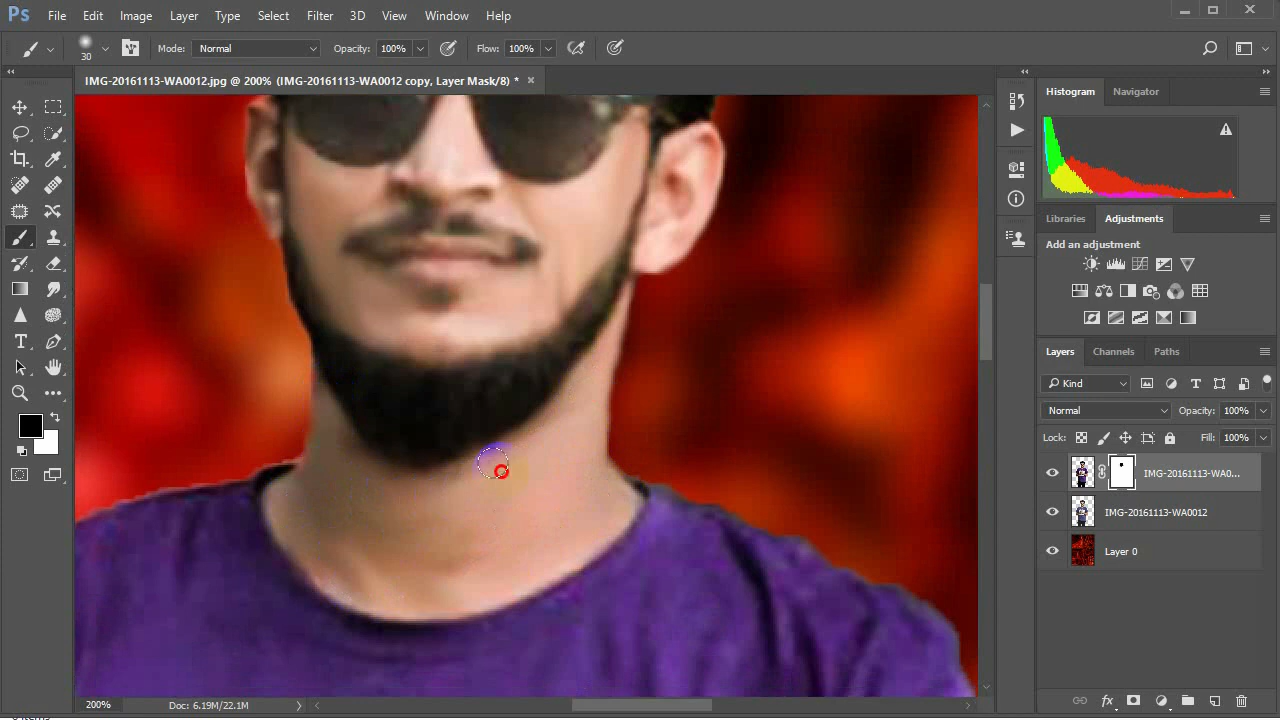 Ps File Edit Image Layer Type Select Filter 3D View Window Help
30 Mode: Normal Opacity: 100% Flow: 100%
IMG-20161113-WA0012.jpg @ 200% (IMG-20161113-WA0012 copy, Layer Mask/8) *
Histogram Navigator
Libraries Adjustments
Add an adjustment
Layers Channels Paths
Kind
Normal Opacity: 100%
Lock: Fill: 100%
IMG-20161113-WA0...
IMG-20161113-WA0012
Layer 0
200% Doc: 6.19M/22.1M